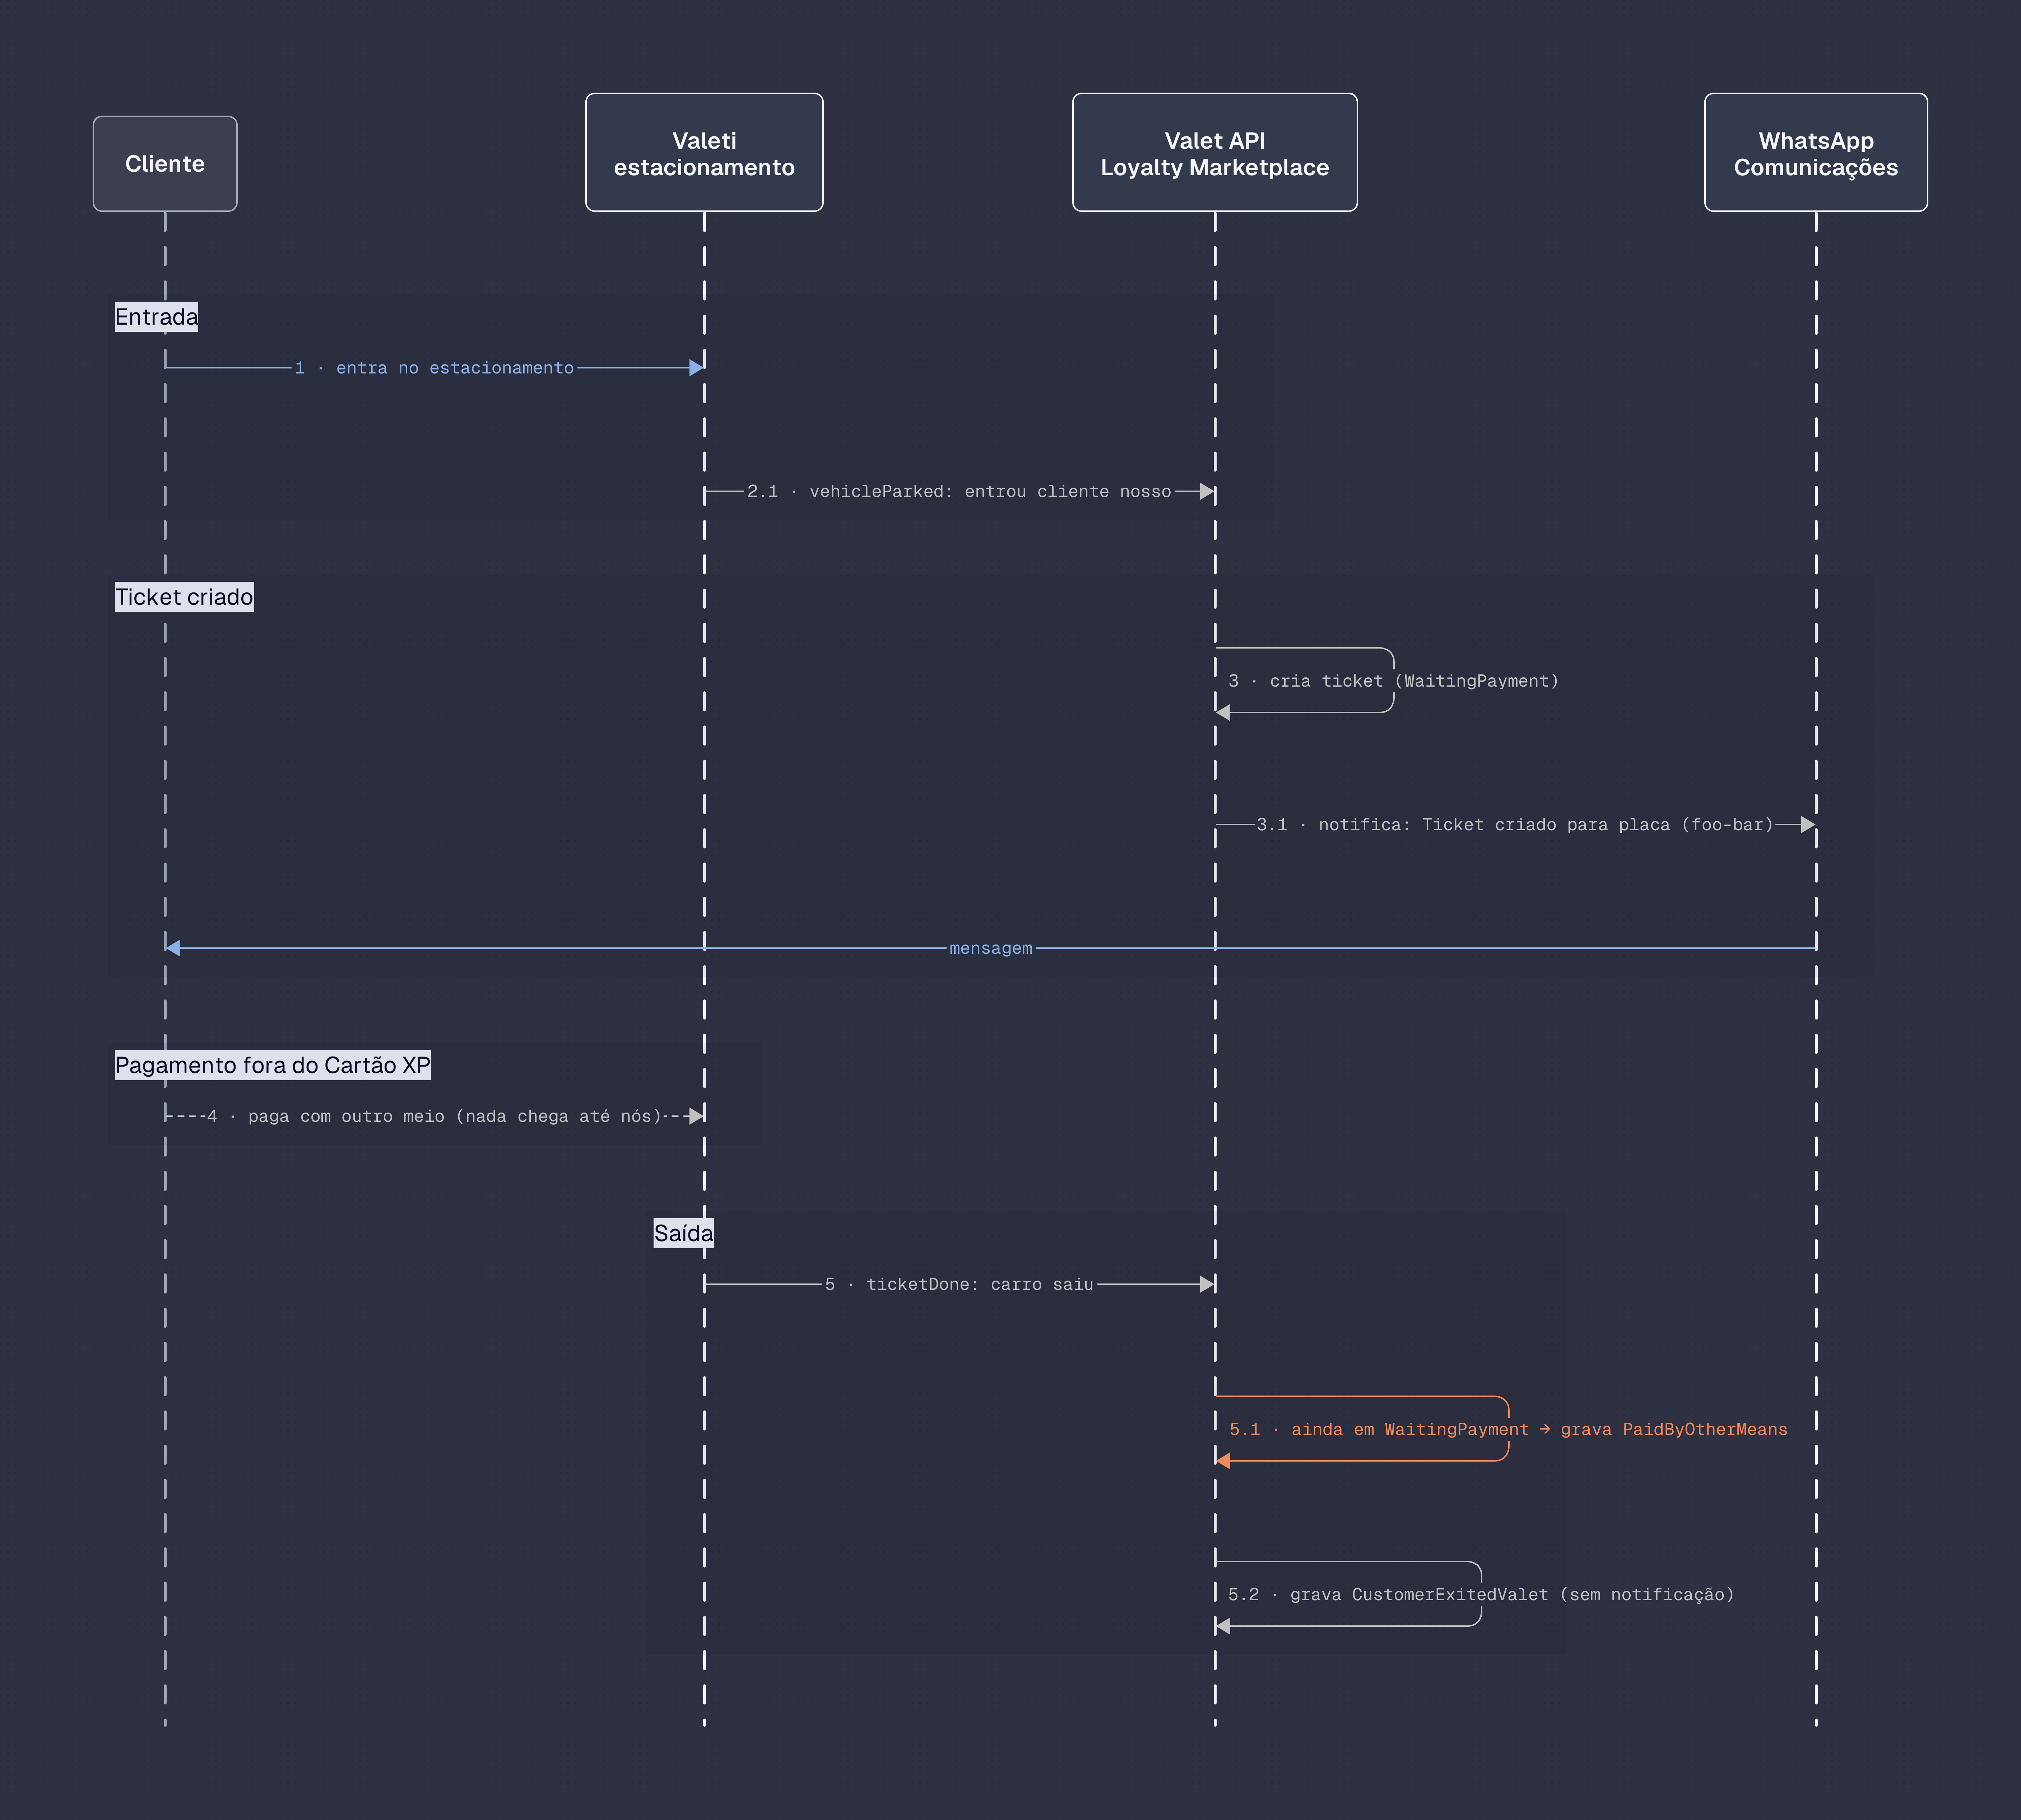 Cliente
Valeti
estacionamento
Valet API
Loyalty Marketplace
WhatsApp
Comunicações
Entrada
1 · entra no estacionamento
2.1 · vehicleParked: entrou cliente nosso
Ticket criado
3 · cria ticket (WaitingPayment)
3.1 · notifica: Ticket criado para placa (foo-bar)
mensagem
Pagamento fora do Cartão XP
4 · paga com outro meio (nada chega até nós)
Saída
5 · ticketDone: carro saiu
5.1 · ainda em WaitingPayment → grava PaidByOtherMeans
5.2 · grava CustomerExitedValet (sem notificação)